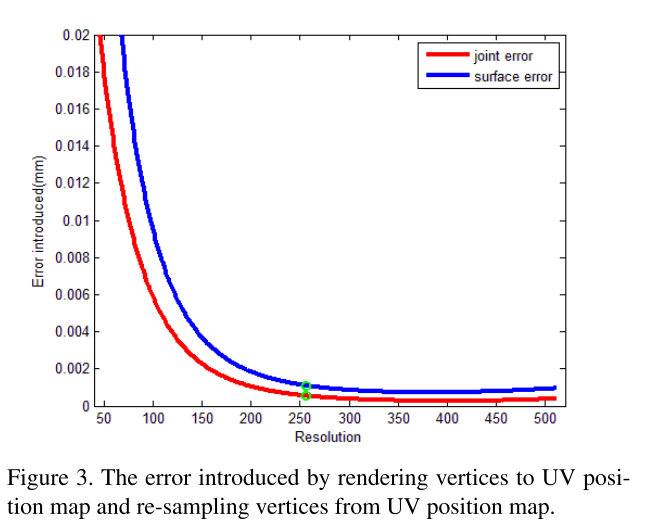 0.02
0.018
0.016
0.014
0.012
0.01
0.008
0.006
0.004
0.002
0
Error introduced(mm)
joint error
surface error
50 100 150 200 250 300 350 400 450 500
Resolution
Figure 3. The error introduced by rendering vertices to UV posi-
tion map and re-sampling vertices from UV position map.